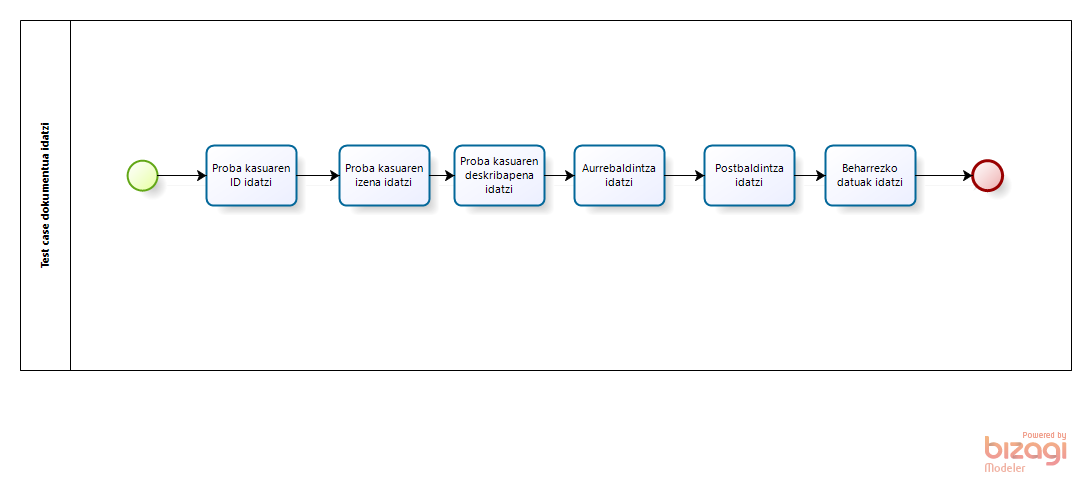 Test case dokumentua idatzi
Proba kasuaren
ID idatzi
Proba kasuaren
izena idatzi
Proba kasuaren
deskribapena
idatzi
Aurrebaldintza
idatzi
Postbaldintza
idatzi
Beharrezko
datuak idatzi
Powered by
bizagi
Modeler